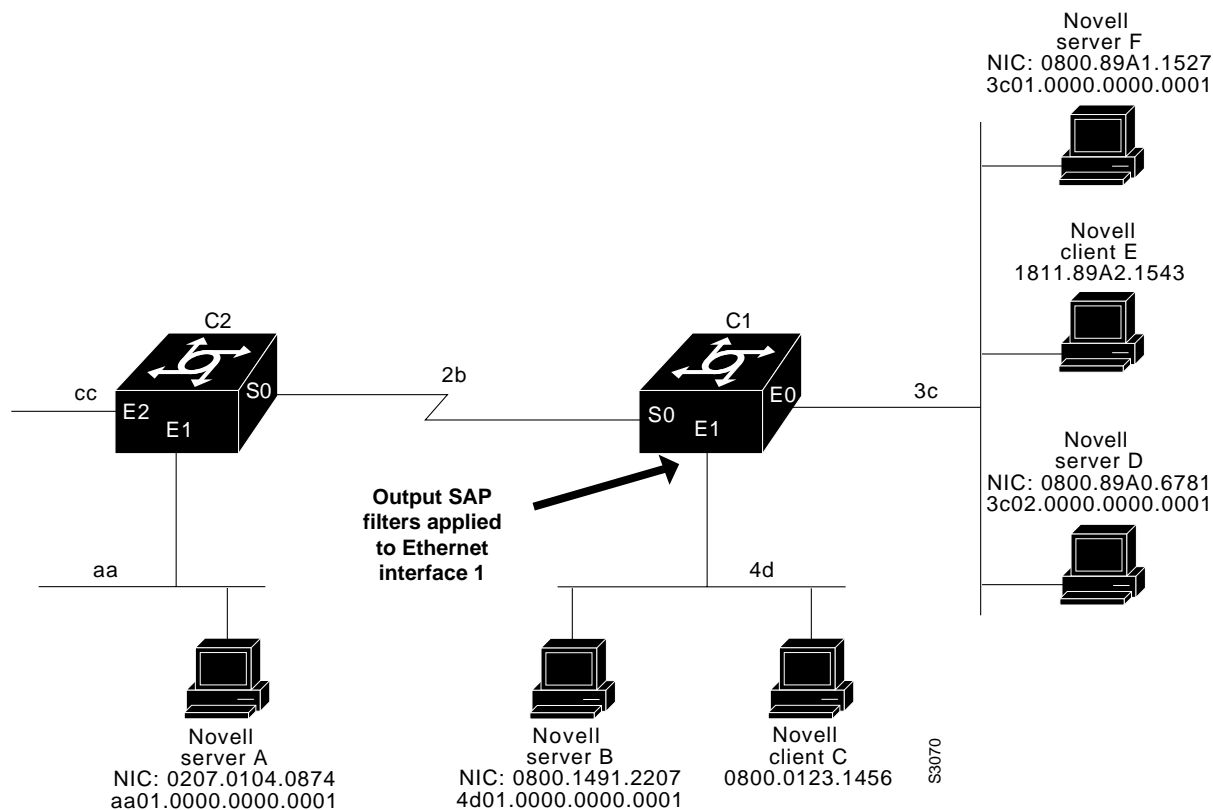 Novell
server F
NIC: 0800.89A1.1527
3c01.0000.0000.0001
Novell
client E
1811.89A2.1543
C2
C1
cc
E2
S0
E1
2b
S0
E0
E1
3c
Novell
server D
NIC: 0800.89A0.6781
3c02.0000.0000.0001
Output SAP
filters applied
to Ethernet
interface 1
aa
4d
Novell
server A
NIC: 0207.0104.0874
aa01.0000.0000.0001
Novell
server B
NIC: 0800.1491.2207
4d01.0000.0000.0001
Novell
client C
0800.0123.1456
S3070